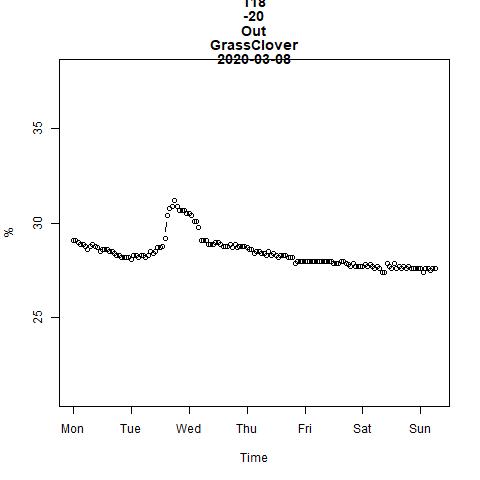 T18
-20
Out
GrassClover
2020-03-08
35
30
25
%
Mon Tue Wed Thu Fri Sat Sun
Time